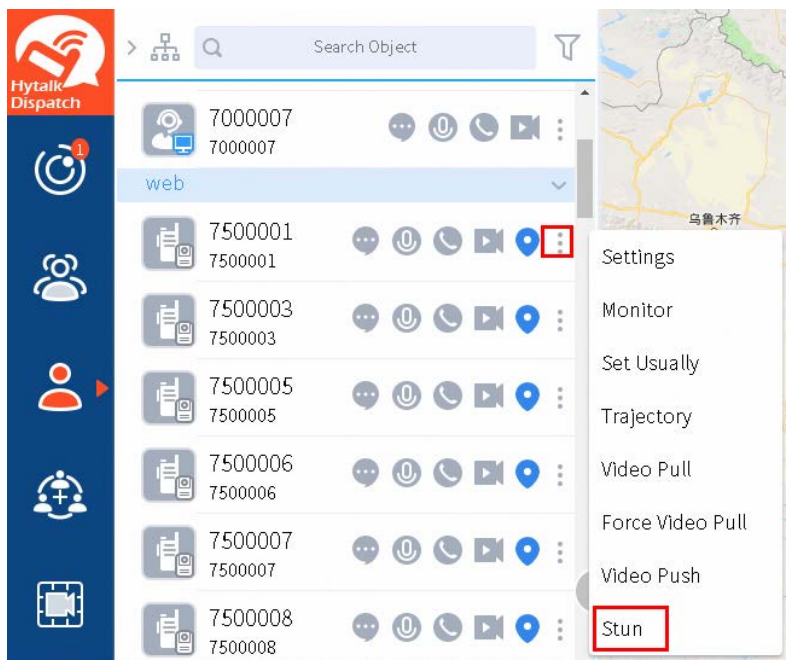 Hytalk
Dispatch
Search Object
1
7000007
7000007
web
7500001
7500001
7500003
7500003
7500005
7500005
7500006
7500006
7500007
7500007
7500008
7500008
乌鲁木齐
Settings
Monitor
Set Usually
Trajectory
Video Pull
Force Video Pull
Video Push
Stun